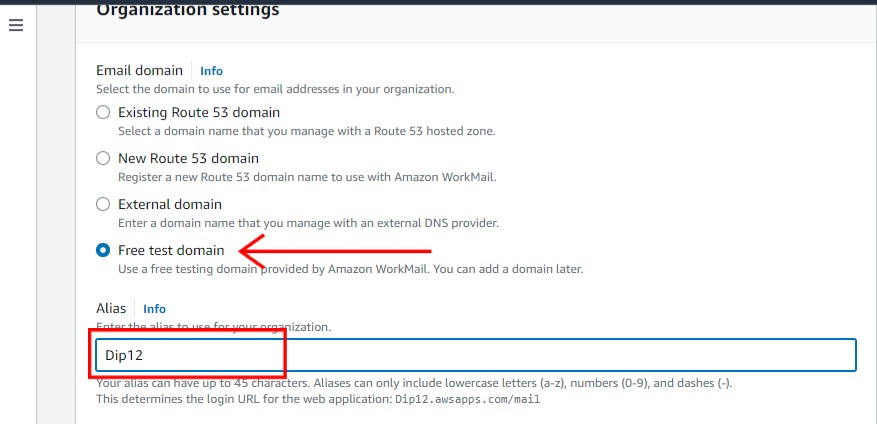 Organization settings
Email domain Info
Select the domain to use for email addresses in your organization.
Existing Route 53 domain
Select a domain name that you manage with a Route 53 hosted zone.
New Route 53 domain
Register a new Route 53 domain name to use with Amazon WorkMail.
External domain
Enter a domain name that you manage with an external DNS provider.
Free test domain
Use a free testing domain provided by Amazon WorkMail. You can add a domain later.
Alias Info
Enter the alias to use for your organization.
Dip12
Your alias can have up to 45 characters. Aliases can only include lowercase letters (a-z), numbers (0-9), and dashes (-).
This determines the login URL for the web application: Dip12.awsapps.com/mail